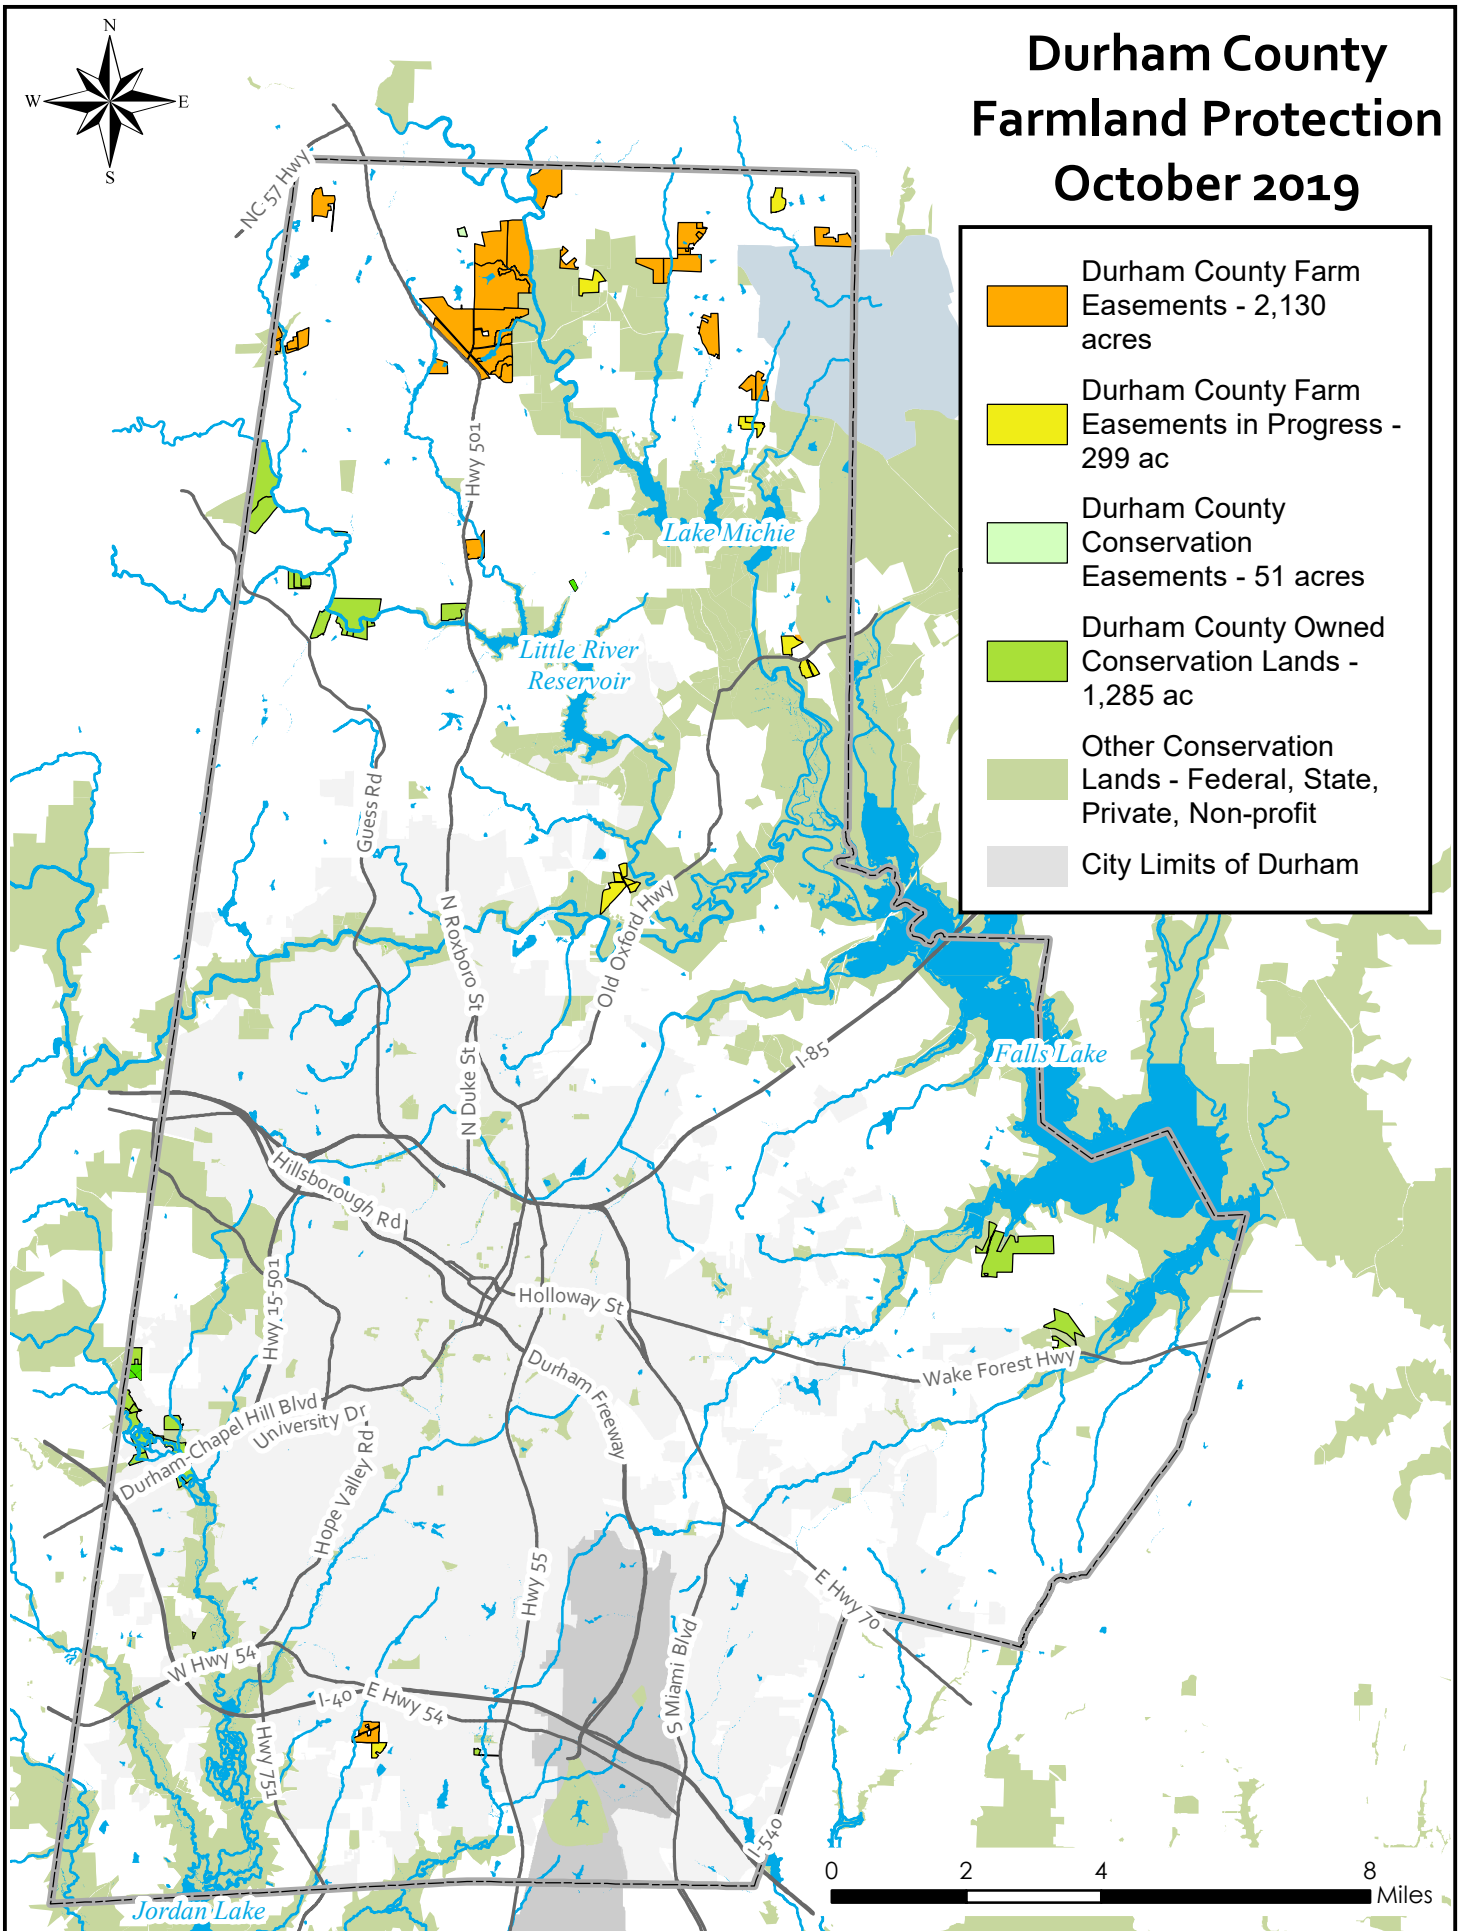 Durham County
Farmland Protection
October 2019
N
W
E
S
Durham County Farm
Easements - 2,130
acres
Durham County Farm
Easements in Progress -
299 ac
Durham County
Conservation
Easements - 51 acres
Durham County Owned
Conservation Lands -
1,285 ac
Other Conservation
Lands - Federal, State,
Private, Non-profit
City Limits of Durham
NC 57 Hwy
Hwy 501
Lake Michie
Little River
Reservoir
Guess Rd
N Roxboro St
Old Oxford Hwy
N Duke St
I-85
Falls Lake
Hillsborough Rd
Hwy 15-501
Holloway St
Durham Freeway
Wake Forest Hwy
Durham-Chapel Hill Blvd
University Dr
Hope Valley Rd
Hwy 55
E Hwy 70
S Miami Blvd
W Hwy 54
I-40
E Hwy 54
Hwy 751
I-540
Jordan Lake
0
2
4
8
Miles